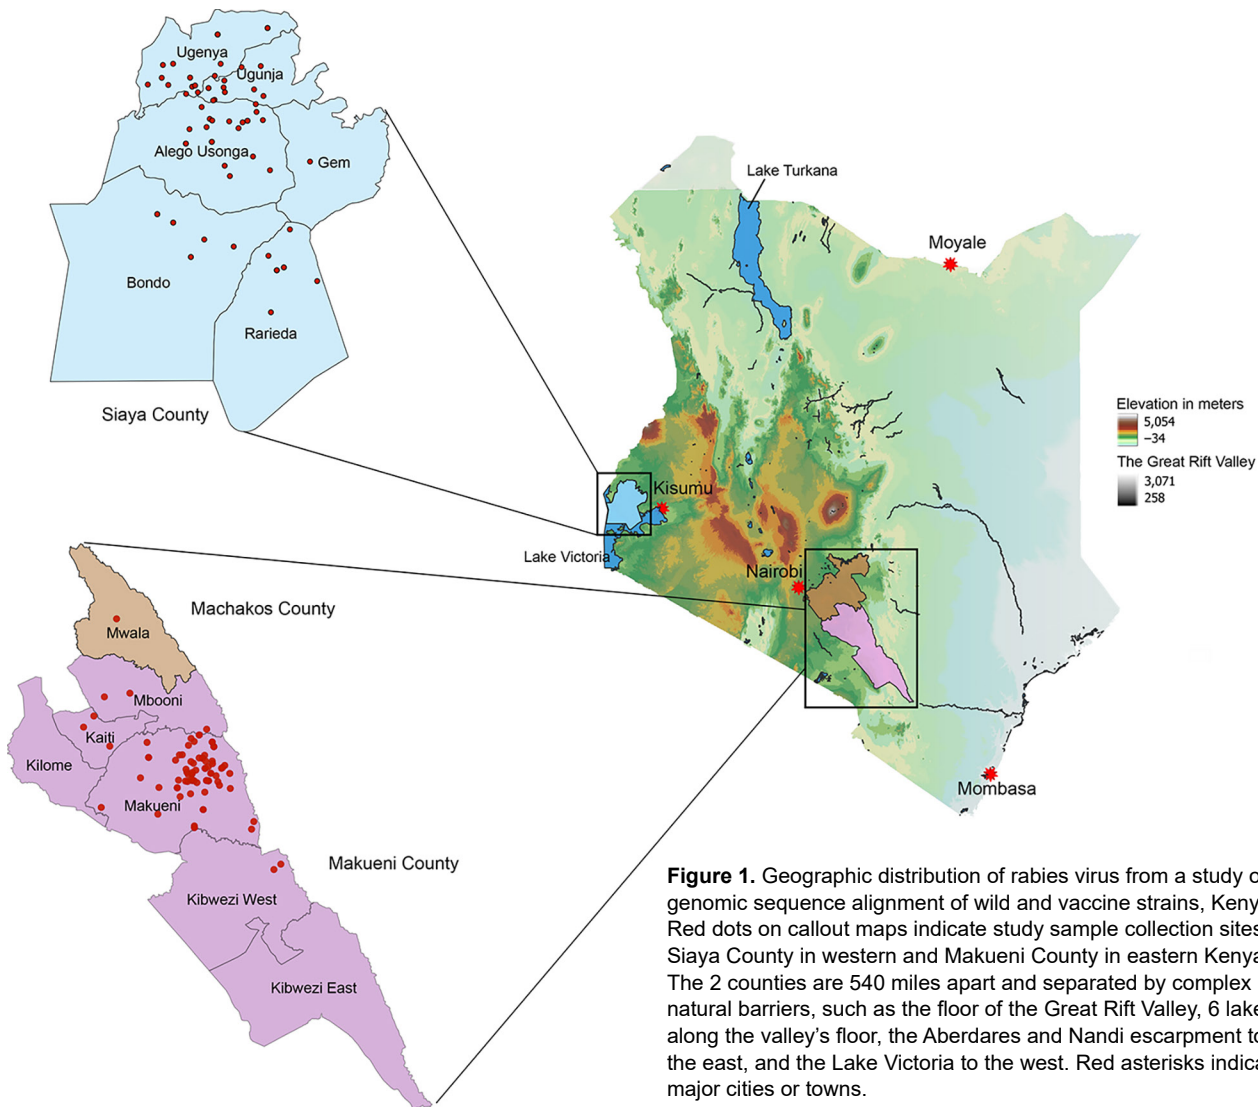 Ugenya
Ugunja
Alego Usonga
Gem
Bondo
Rarieda
Siaya County
Lake Turkana
Moyale
Elevation in meters
5,054
–34
The Great Rift Valley
3,071
258
Kisumu
Lake Victoria
Nairobi
Mombasa
Machakos County
Mwala
Mbooni
Kaiti
Kilome
Makueni
Makueni County
Kibwezi West
Kibwezi East
Figure 1. Geographic distribution of rabies virus from a study o
genomic sequence alignment of wild and vaccine strains, Keny
Red dots on callout maps indicate study sample collection sites
Siaya County in western and Makueni County in eastern Kenya
The 2 counties are 540 miles apart and separated by complex
natural barriers, such as the floor of the Great Rift Valley, 6 lake
along the valley’s floor, the Aberdares and Nandi escarpment to
the east, and the Lake Victoria to the west. Red asterisks indica
major cities or towns.